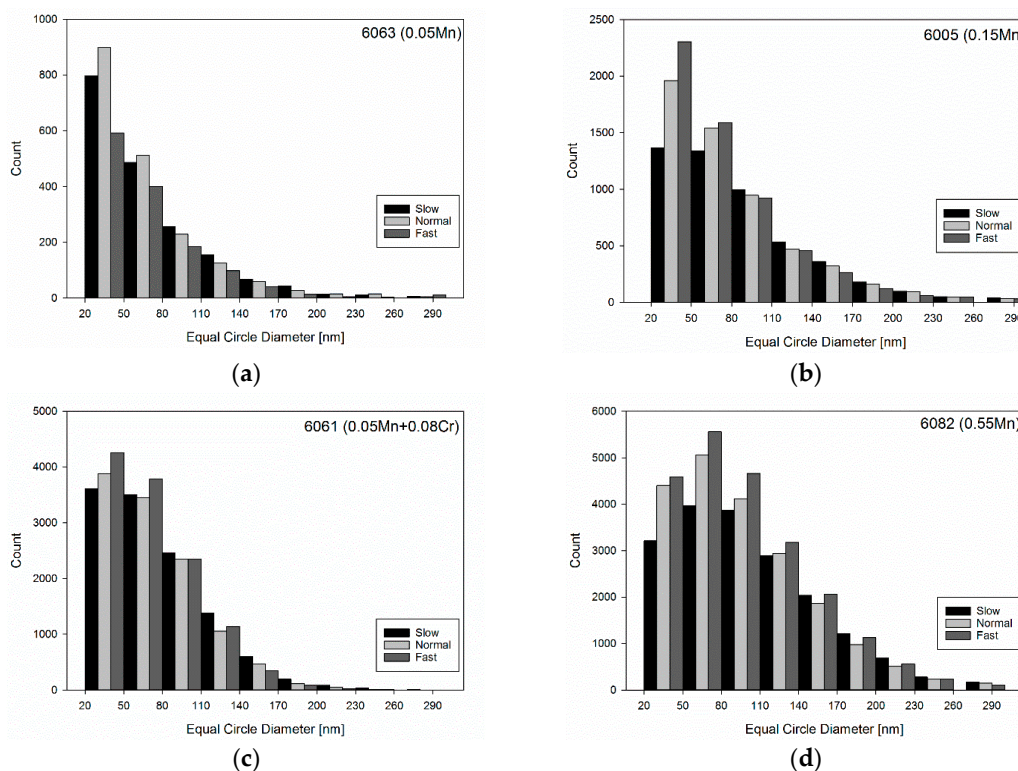 6063 (0.05Mn)
1000
800
600
400
200
0
Count
Slow
Normal
Fast
20 50 80 110 140 170 200 230 260 290
Equal Circle Diameter [nm]
(a)
6005 (0.15Mn
2500
2000
1500
1000
500
0
Count
Slow
Normal
Fast
20 50 80 110 140 170 200 230 260 290
Equal Circle Diameter [nm]
(b)
6061 (0.05Mn+0.08Cr)
5000
4000
3000
2000
1000
0
Count
Slow
Normal
Fast
20 50 80 110 140 170 200 230 260 290
Equal Circle Diameter [nm]
(c)
6082 (0.55Mn)
6000
5000
4000
3000
2000
1000
0
Count
Slow
Normal
Fast
20 50 80 110 140 170 200 230 260 290
Equal Circle Diameter [nm]
(d)